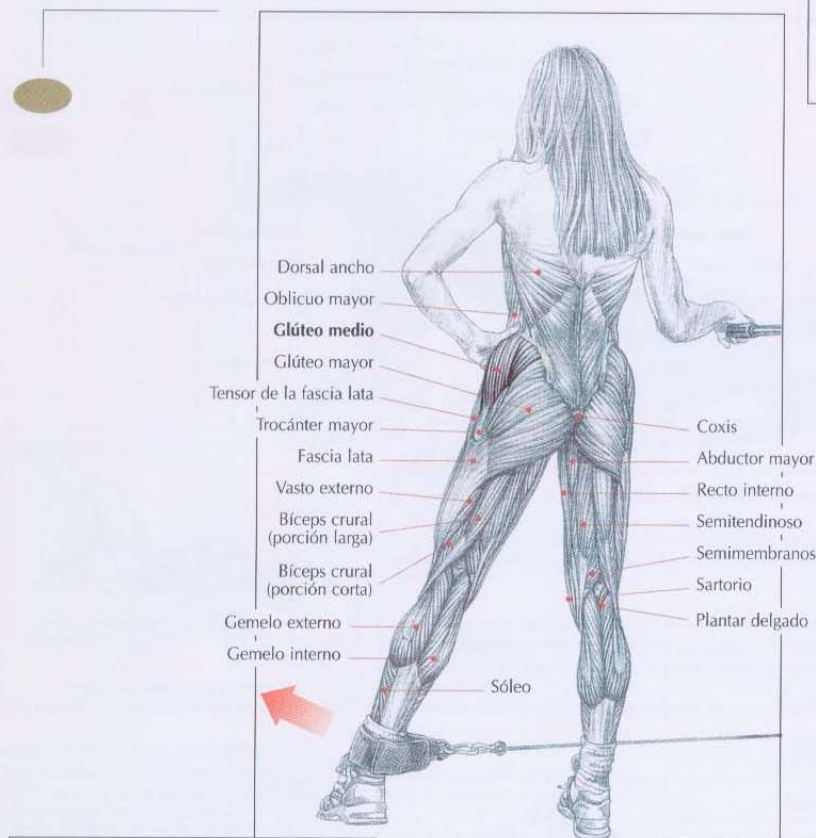 Dorsal ancho
Oblicuo mayor
Glúteo medio
Glúteo mayor
Tensor de la fascia lata
Trocánter mayor
Fascia lata
Vasto externo
Bíceps crural
(porción larga)
Bíceps crural
(porción corta)
Gemelo externo
Gemelo interno
Sóleo
Coxis
Abductor mayor
Recto interno
Semitendinoso
Semimembranos
Sartorio
Plantar delgado